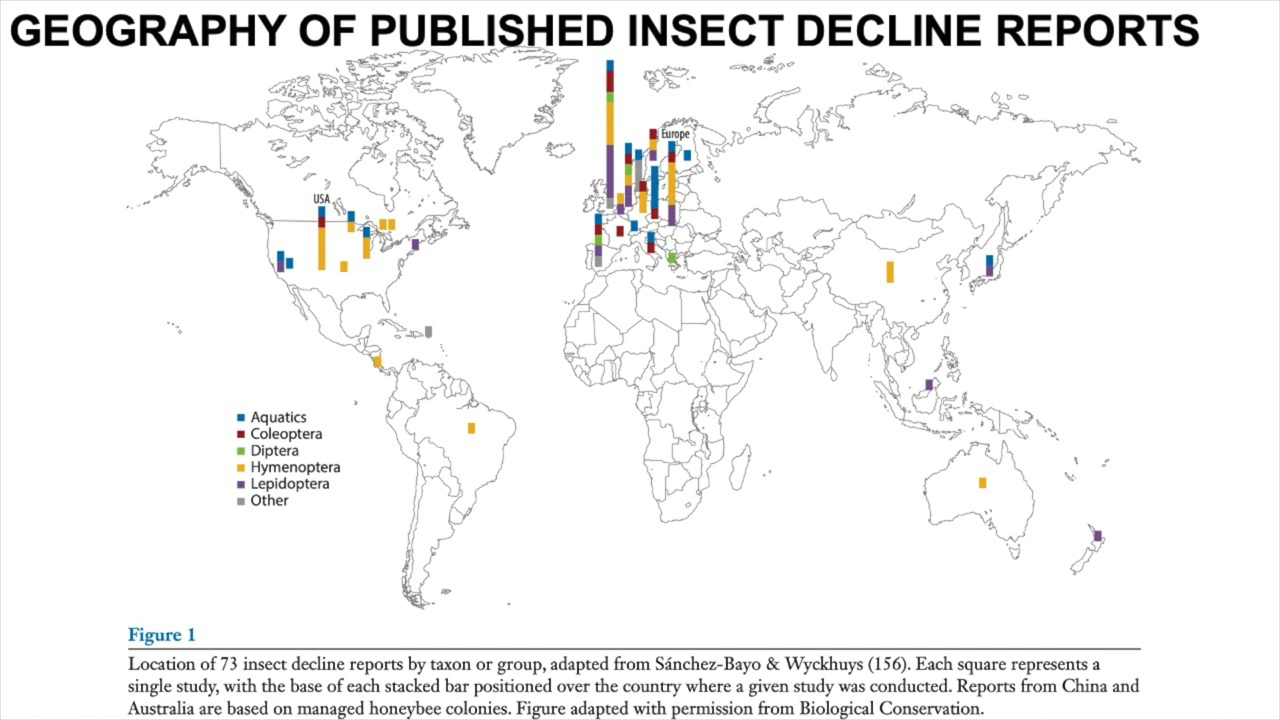 GEOGRAPHY OF PUBLISHED INSECT DECLINE REPORTS
Europe
USA
Aquatics
Coleoptera
Diptera
Hymenoptera
Lepidoptera
Other
Figure 1
Location of 73 insect decline reports by taxon or group, adapted from Sánchez-Bayo & Wyckhuys (156). Each square represents a
single study, with the base of each stacked bar positioned over the country where a given study was conducted. Reports from China and
Australia are based on managed honeybee colonies. Figure adapted with permission from Biological Conservation.